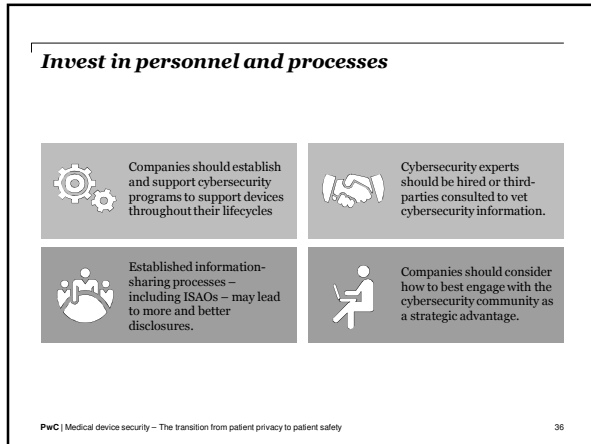 Invest in personnel and processes
Companies should establish
and support cybersecurity
programs to support devices
throughout their lifecycles
Cybersecurity experts
should be hired or third-
parties consulted to vet
cybersecurity information.
Established information-
sharing processes –
including ISAOs – may lead
to more and better
disclosures.
Companies should consider
how to best engage with the
cybersecurity community as
a strategic advantage.
PwC | Medical device security – The transition from patient privacy to patient safety
36